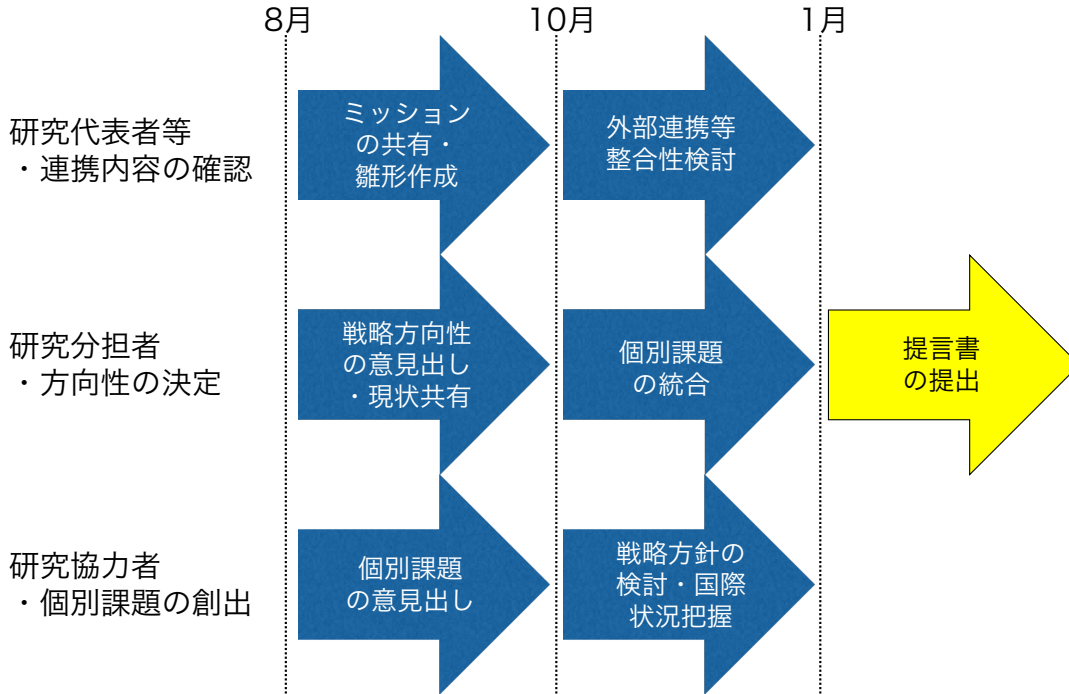 8月
10月
1月
研究代表者等
・連携内容の確認
ミッション
の共有・
雛形作成
外部連携等
整合性検討
研究分担者
・方向性の決定
戦略方向性
の意見出し
・現状共有
個別課題
の統合
提言書
の提出
研究協力者
・個別課題の創出
個別課題
の意見出し
戦略方針の
検討・国際
状況把握